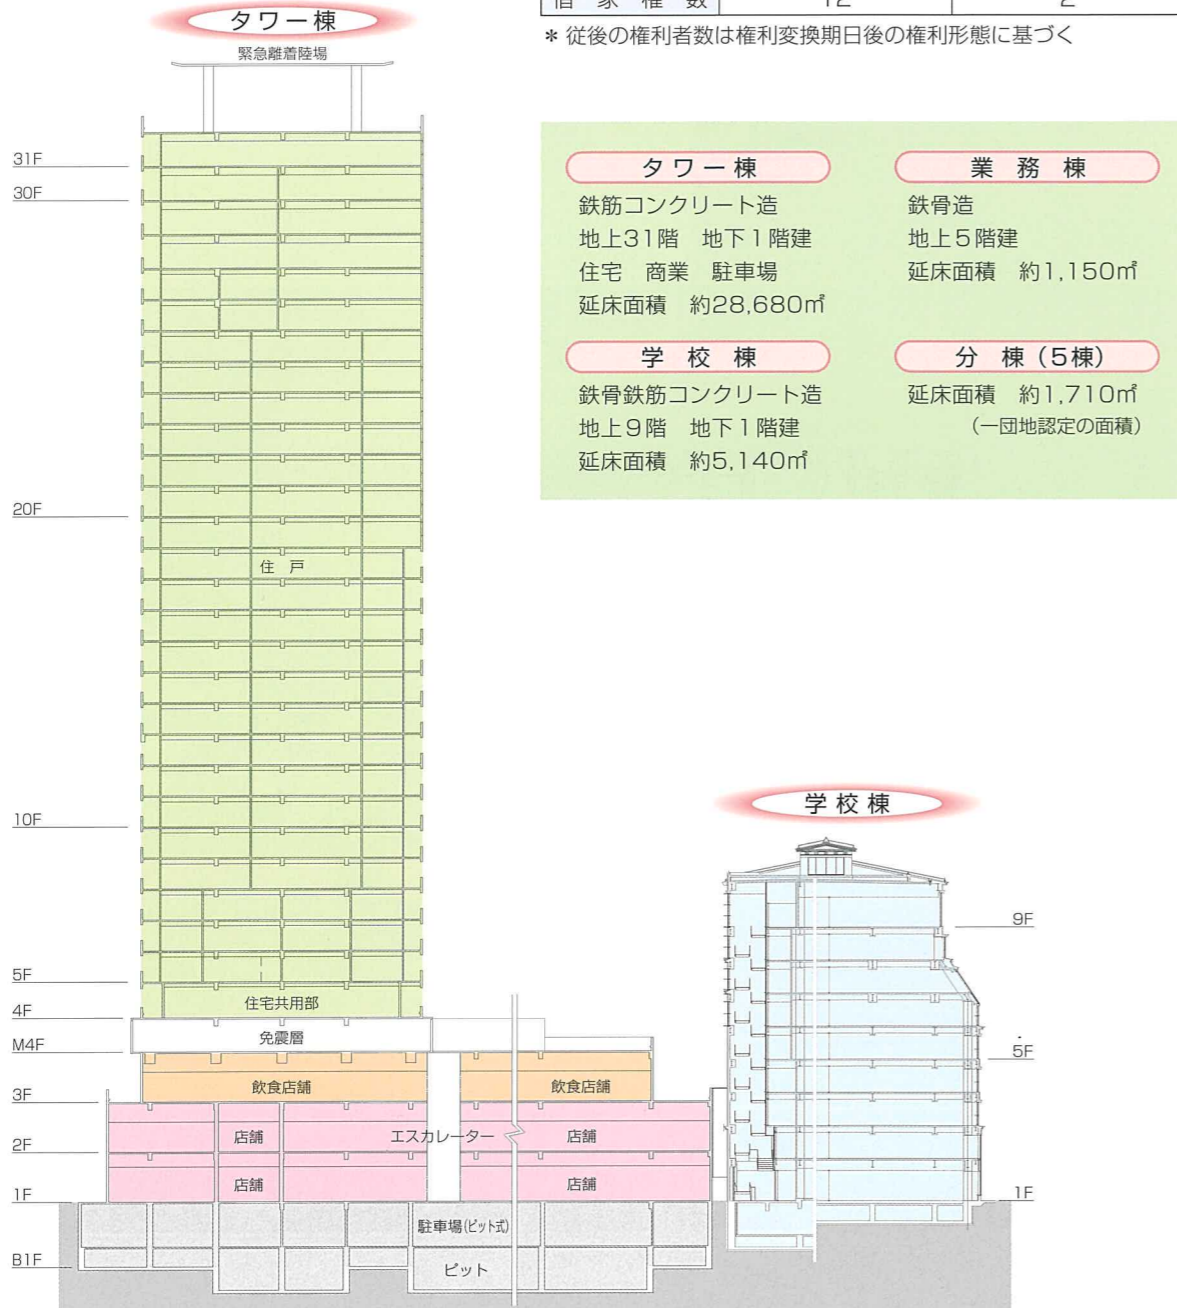 タワー棟
緊急離着陸場
借家権数 12 2
* 従後の権利者数は権利変換期日後の権利形態に基づく
タワー棟
鉄筋コンクリート造
地上31階 地下1階建
住宅 商業 駐車場
延床面積 約28,680㎡
業務棟
鉄骨造
地上5階建
延床面積 約1,150㎡
学校棟
鉄骨鉄筋コンクリート造
地上9階 地下1階建
延床面積 約5,140㎡
分棟(5棟)
延床面積 約1,710㎡
(一団地認定の面積)
31F
30F
20F
住戸
10F
5F
住宅共用部
4F
免震層
M4F
飲食店舗 飲食店舗
3F
店舗 エスカレーター 店舗
2F
店舗 店舗
1F
駐車場(ピット式)
B1F
ピット
学校棟
9F
5F
1F